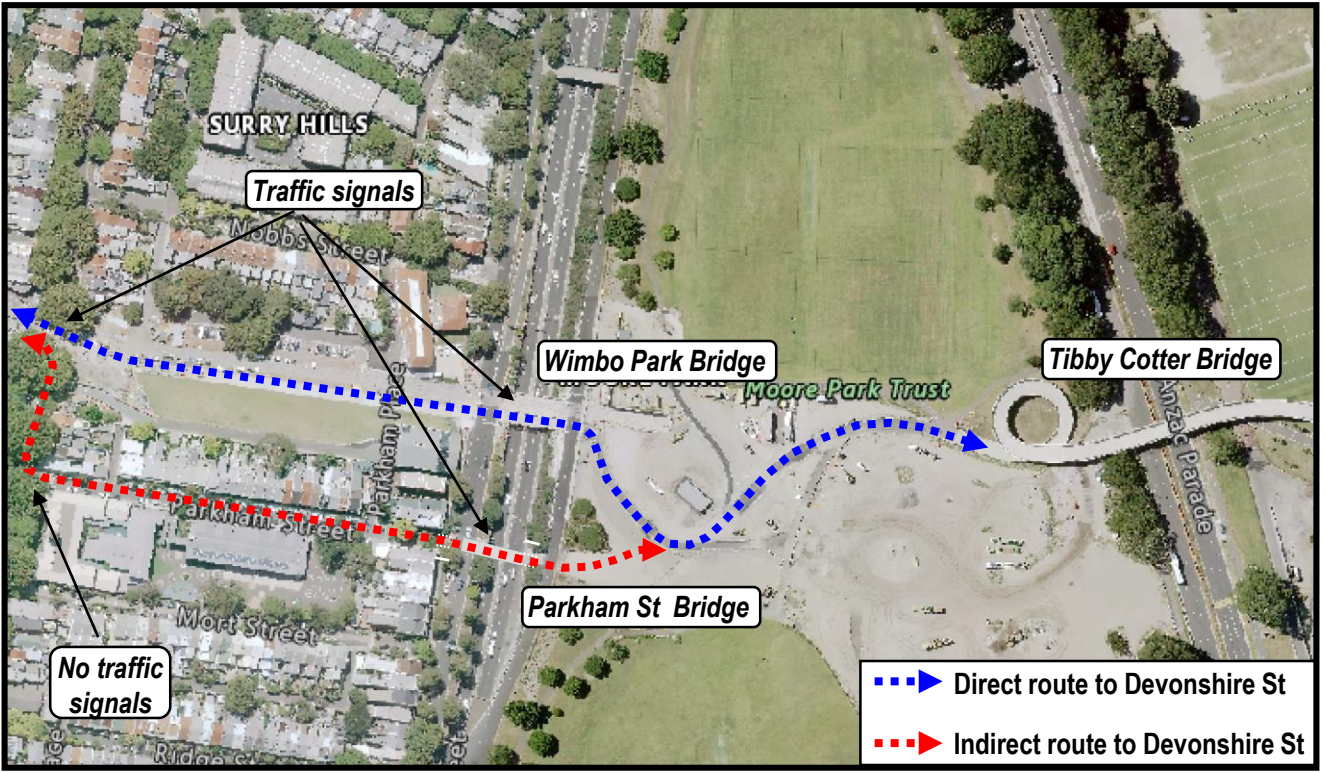 SURRY HILLS
Traffic signals
Nobbs Street
Wimbo Park Bridge
Tibby Cotter Bridge
MOORE PARK
Moore Park Trust
Parkham Place
Anzac Parade
Parkham Street
Parkham St Bridge
Mort Street
No traffic
signals
Direct route to Devonshire St
Indirect route to Devonshire St